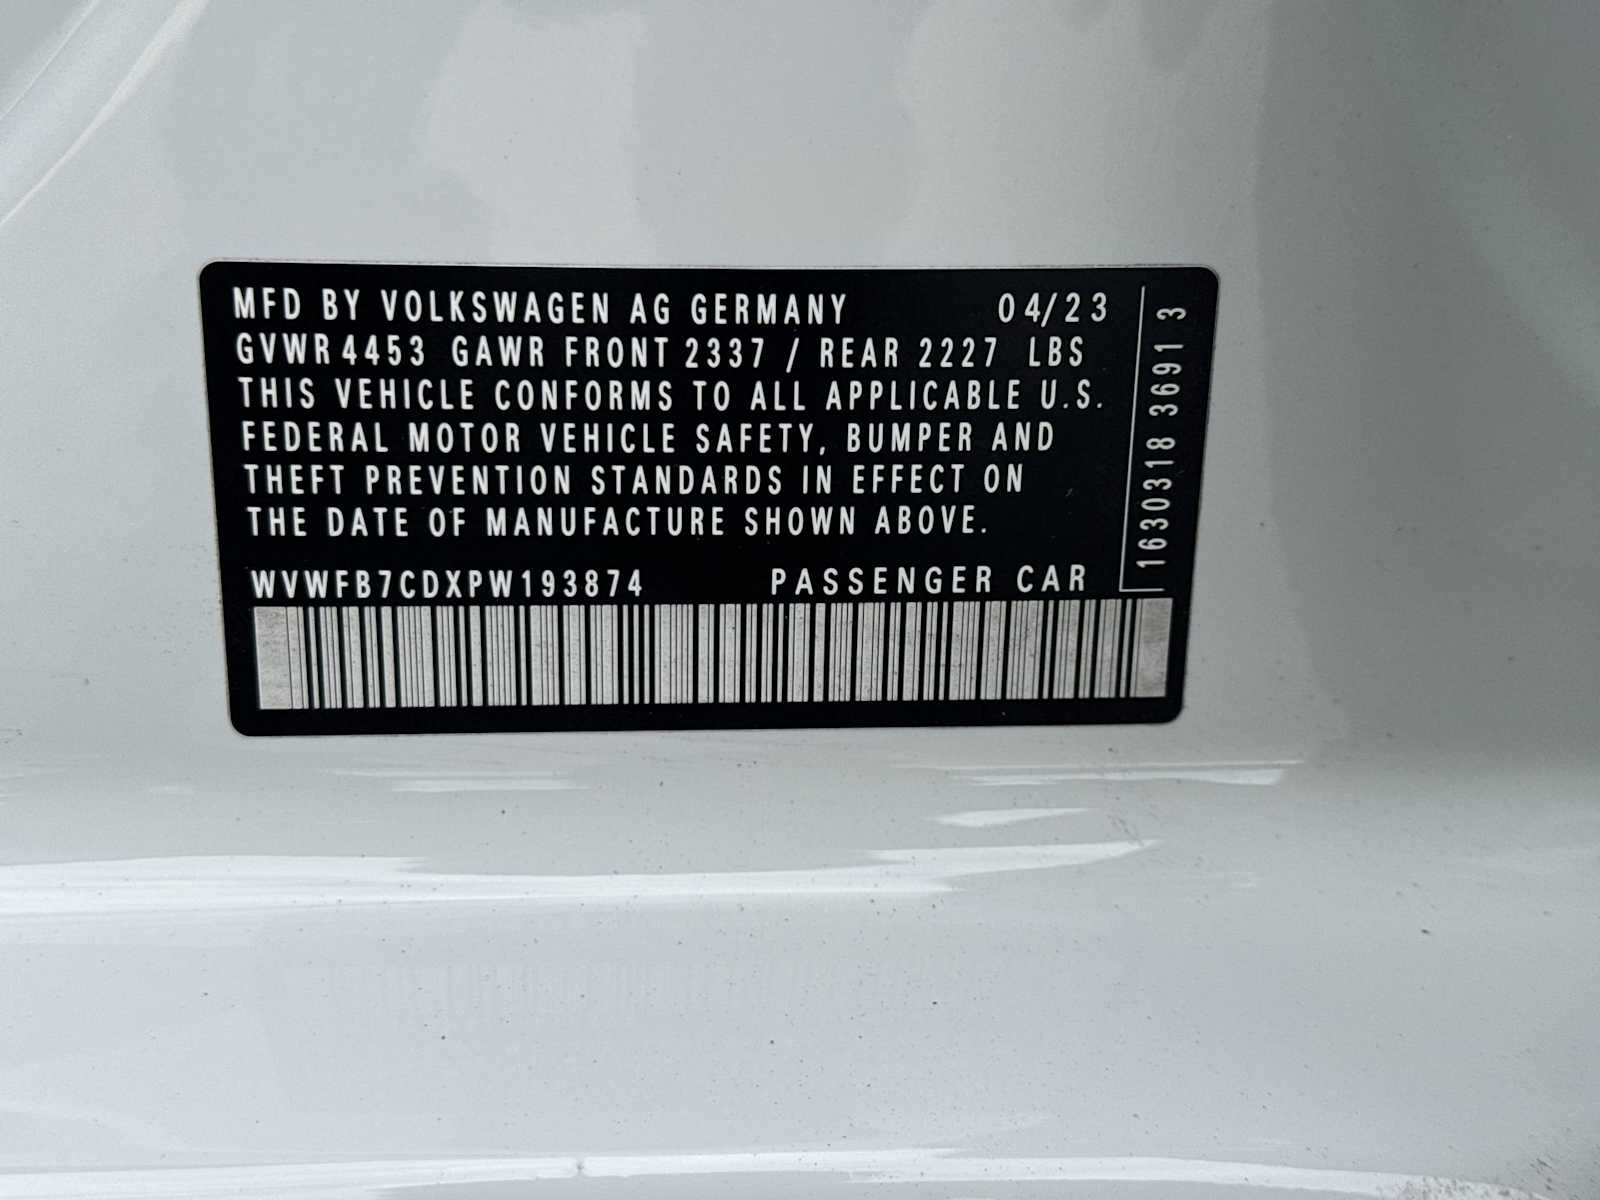 MFD BY VOLKSWAGEN AG GERMANY 04/23
GVWR 4453 GAWR FRONT 2337 / REAR 2227 LBS
THIS VEHICLE CONFORMS TO ALL APPLICABLE U.S.
FEDERAL MOTOR VEHICLE SAFETY, BUMPER AND
THEFT PREVENTION STANDARDS IN EFFECT ON
THE DATE OF MANUFACTURE SHOWN ABOVE.
WVWFB7CDXPW193874 PASSENGER CAR
1630318 3691 3